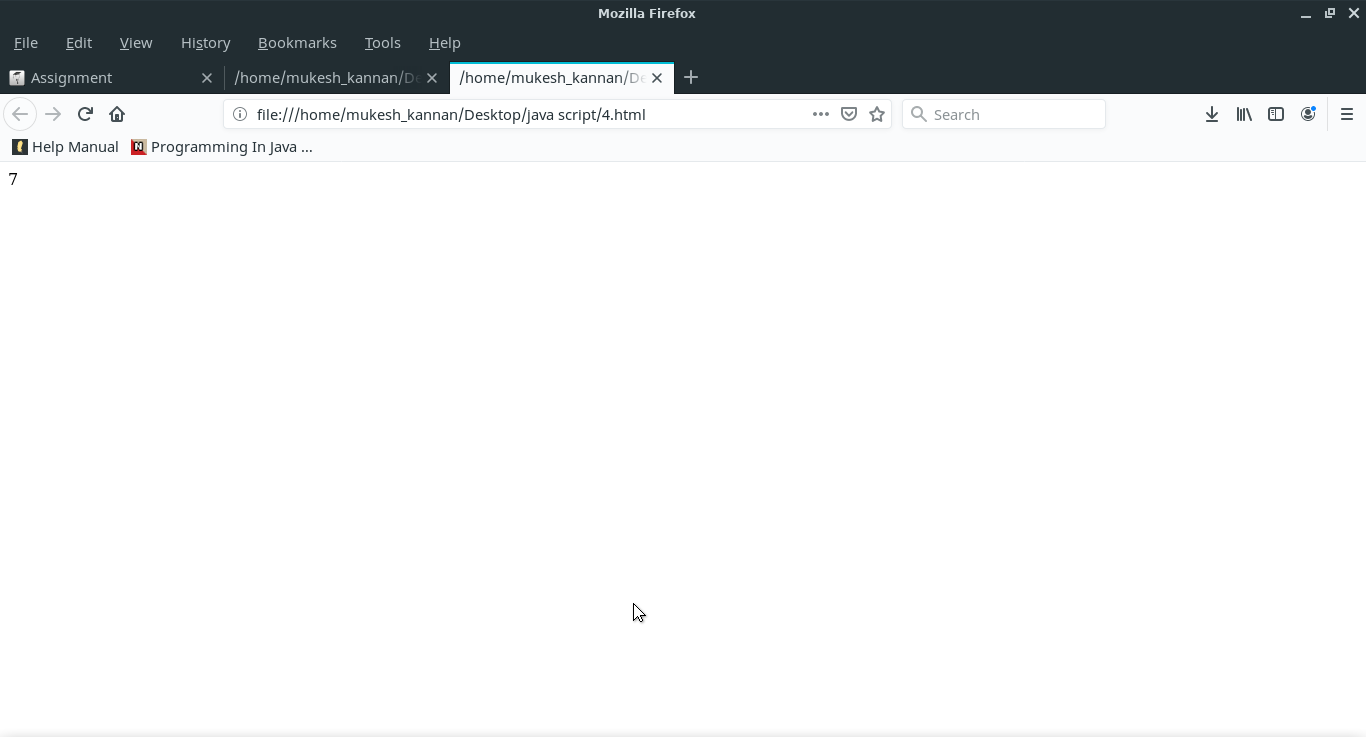 Mozilla Firefox
File Edit View History Bookmarks Tools Help
Assignment /home/mukesh_kannan/De /home/mukesh_kannan/De
file:///home/mukesh_kannan/Desktop/java script/4.html Search
Help Manual Programming In Java ...
7